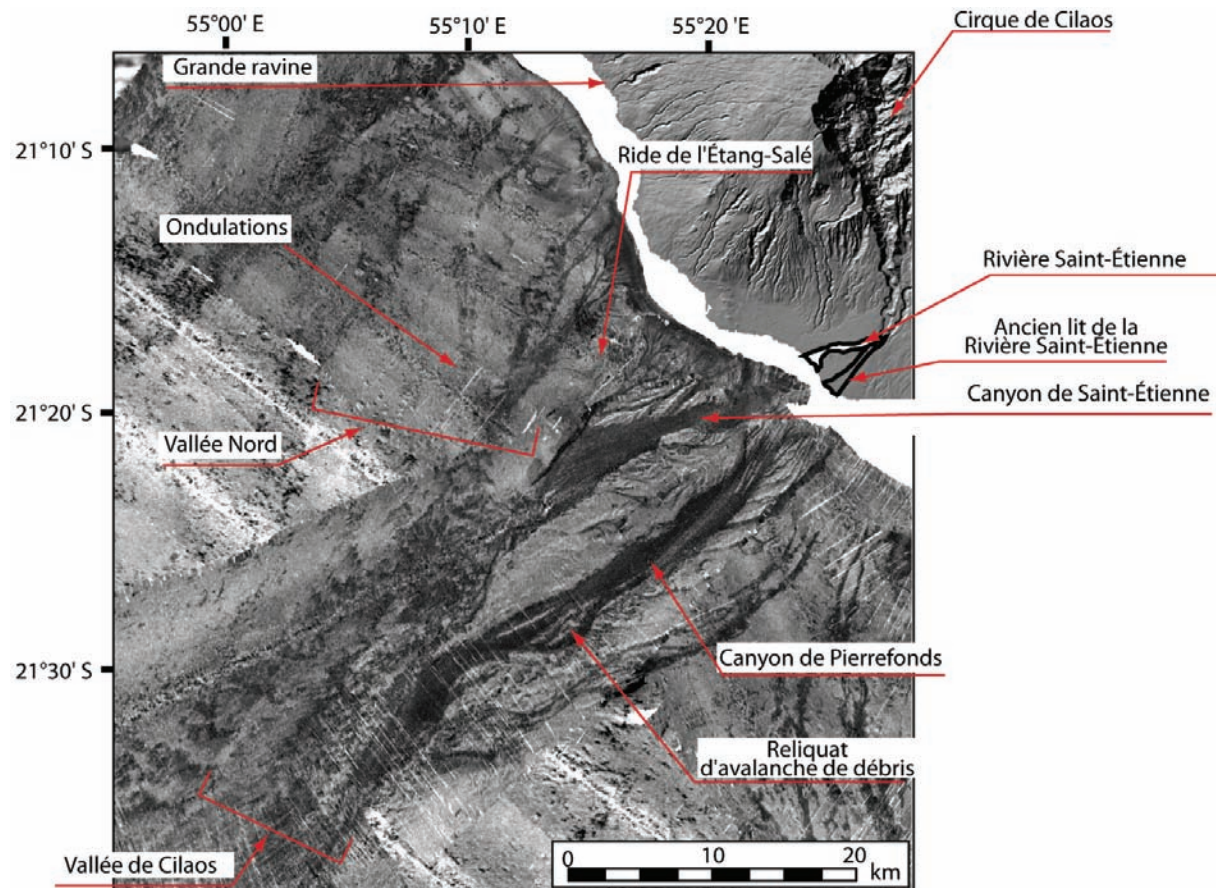 55°00' E
55°10' E
55°20' E
Cirque de Cilaos
Grande ravine
21°10' S
Ride de l'Étang-Salé
Ondulations
Rivière Saint-Étienne
Ancien lit de la
Rivière Saint-Étienne
Canyon de Saint-Étienne
21°20' S
Vallée Nord
Canyon de Pierrefonds
21°30' S
Reliquat
d'avalanche de débris
Vallée de Cilaos
0 10 20
km